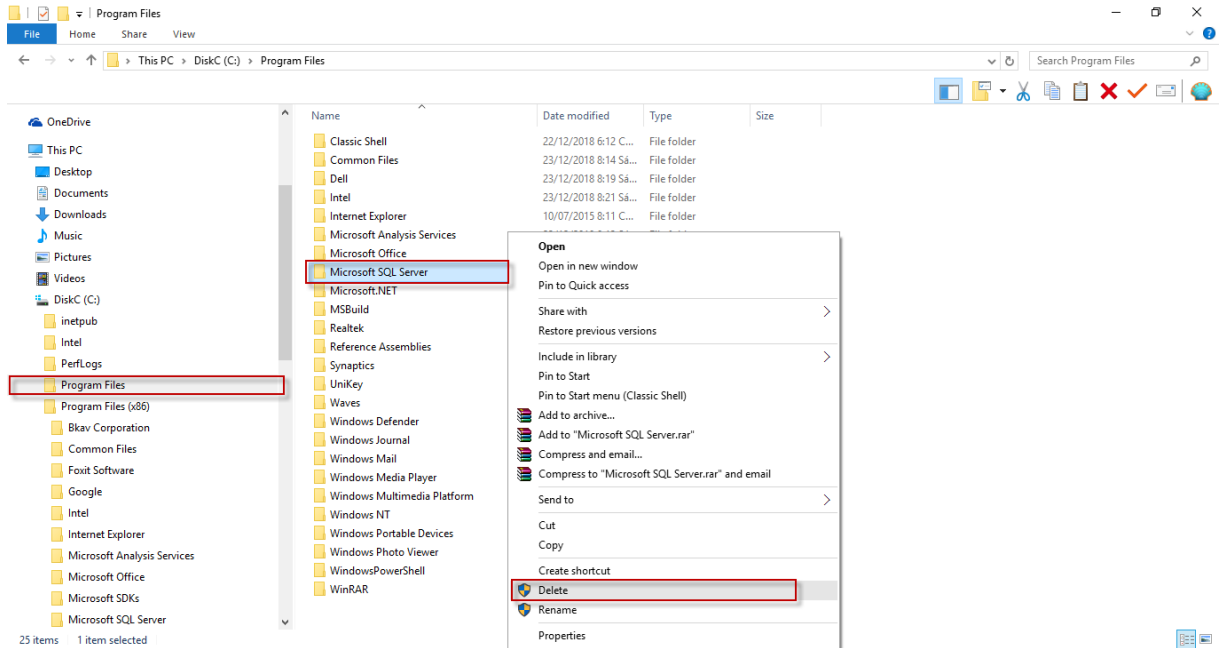 Program Files
File Home Share View
This PC > DiskC (C:) > Program Files
Search Program Files
OneDrive
This PC
Desktop
Documents
Downloads
Music
Pictures
Videos
DiskC (C:)
inetpub
Intel
PerfLogs
Program Files
Program Files (x86)
Bkav Corporation
Common Files
Foxit Software
Google
Intel
Internet Explorer
Microsoft Analysis Services
Microsoft Office
Microsoft SDKs
Microsoft SQL Server
Name Date modified Type Size
Classic Shell 22/12/2018 6:12 C... File folder
Common Files 23/12/2018 8:14 Sá... File folder
Dell 23/12/2018 8:19 Sá... File folder
Intel 23/12/2018 8:21 Sá... File folder
Internet Explorer 10/07/2015 8:11 C... File folder
Microsoft Analysis Services
Microsoft Office
Microsoft SQL Server
Microsoft.NET
MSBuild
Realtek
Reference Assemblies
Synaptics
UniKey
Waves
Windows Defender
Windows Journal
Windows Mail
Windows Media Player
Windows Multimedia Platform
Windows NT
Windows Portable Devices
Windows Photo Viewer
WindowsPowerShell
WinRAR
Open
Open in new window
Pin to Quick access
Share with
Restore previous versions
Include in library
Pin to Start
Pin to Start menu (Classic Shell)
Add to archive...
Add to "Microsoft SQL Server.rar"
Compress and email...
Compress to "Microsoft SQL Server.rar" and email
Send to
Cut
Copy
Create shortcut
Delete
Rename
Properties
25 items 1 item selected